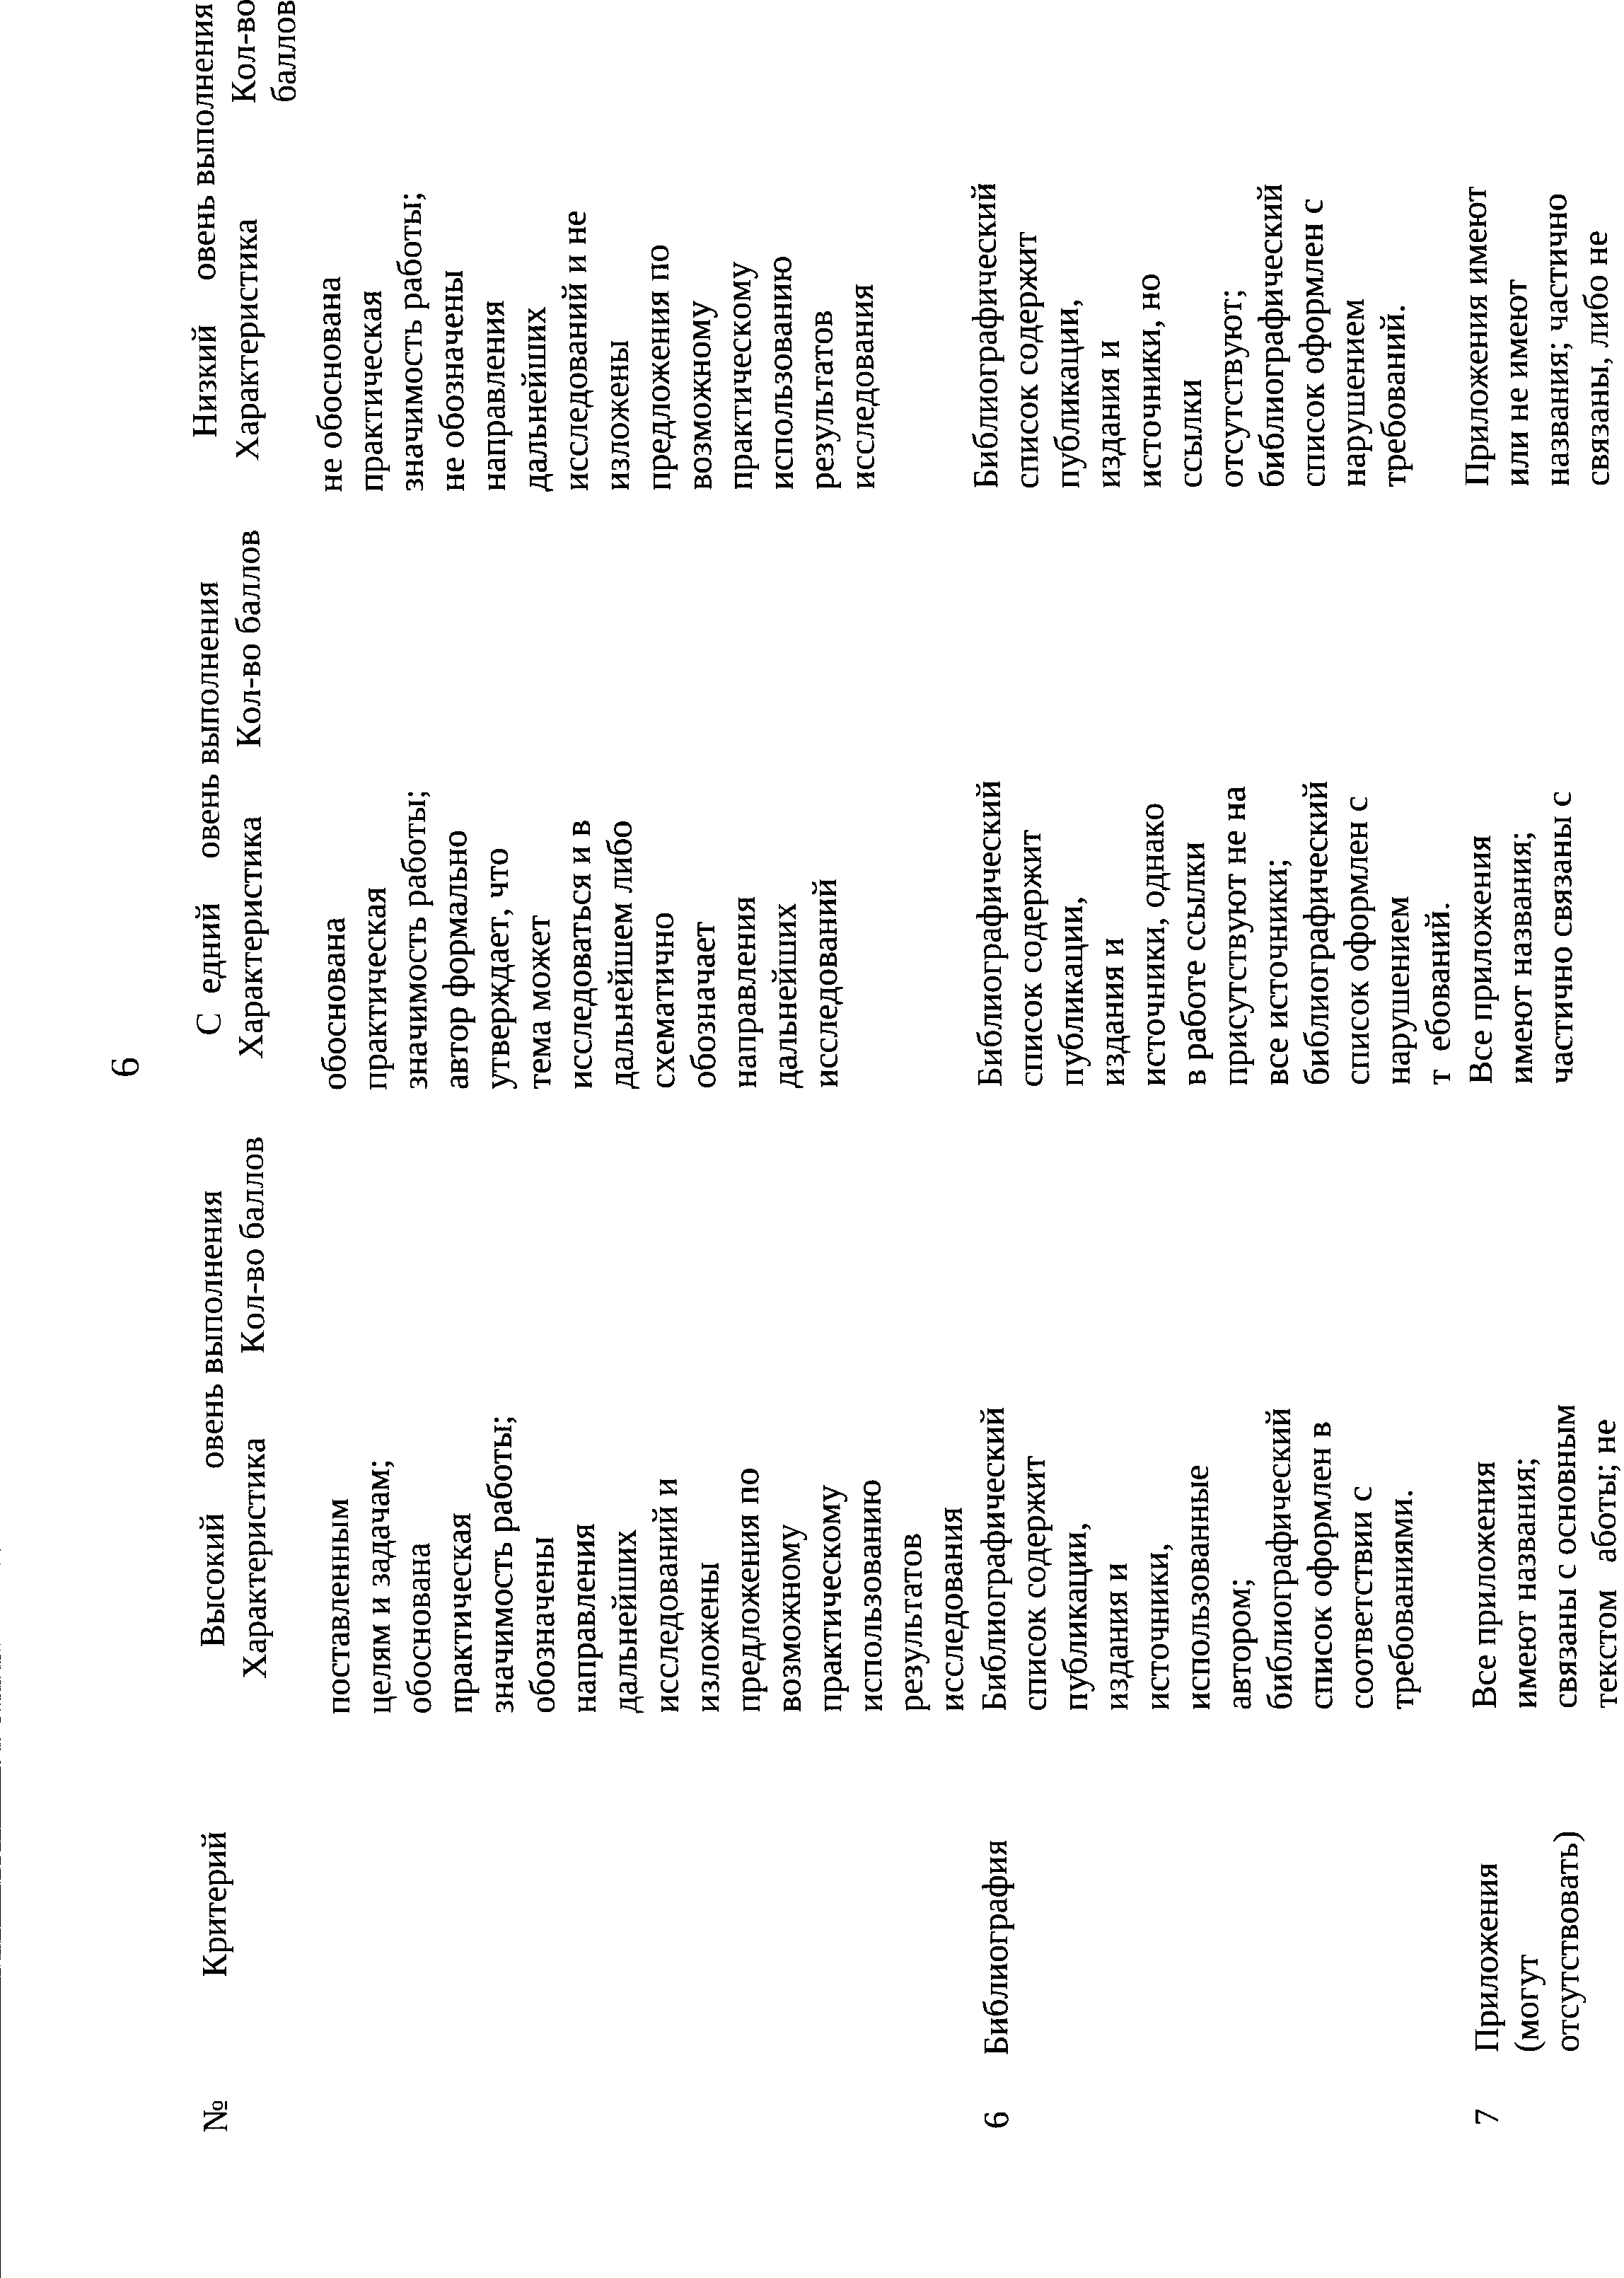 6
№ Критерий Высокий овень выполнения С едний овень выполнения Низкий овень выполнения
Характеристика Кол-во баллов Характеристика Кол-во баллов Характеристика Кол-во
баллов
поставленным
целям и задачам;
обоснована
практическая
значимость работы;
обозначены
направления
дальнейших
исследований и
изложены
предложения по
возможному
практическому
использованию
результатов
исследования
обоснована
практическая
значимость работы;
автор формально
утверждает, что
тема может
исследоваться и в
дальнейшем либо
схематично
обозначает
направления
дальнейших
исследований
не обоснована
практическая
значимость работы;
не обозначены
направления
дальнейших
исследований и не
изложены
предложения по
возможному
практическому
использованию
результатов
исследования
6 Библиография
Библиографический
список содержит
публикации,
издания и
источники,
использованные
автором;
библиографический
список оформлен в
соответствии с
требованиями.
Библиографический
список содержит
публикации,
издания и
источники, однако
в работе ссылки
присутствуют не на
все источники;
библиографический
список оформлен с
нарушением
т ебований.
Библиографический
список содержит
публикации,
издания и
источники, но
ссылки
отсутствуют;
библиографический
список оформлен с
нарушением
требований.
7 Приложения
(могут
отсутствовать)
Все приложения
имеют названия;
связаны с основным
текстом аботы; не
Все приложения
имеют названия;
частично связаны с
Приложения имеют
или не имеют
названия; частично
связаны, либо не